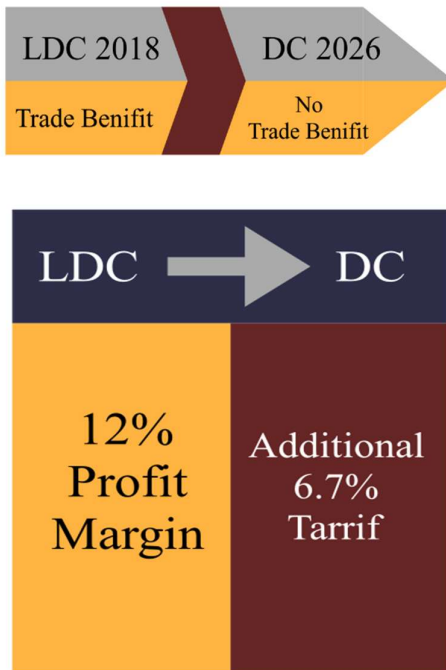 LDC 2018
DC 2026
Trade Benifit
No
Trade Benifit
LDC
DC
12%
Profit
Margin
Additional
6.7%
Tarrif